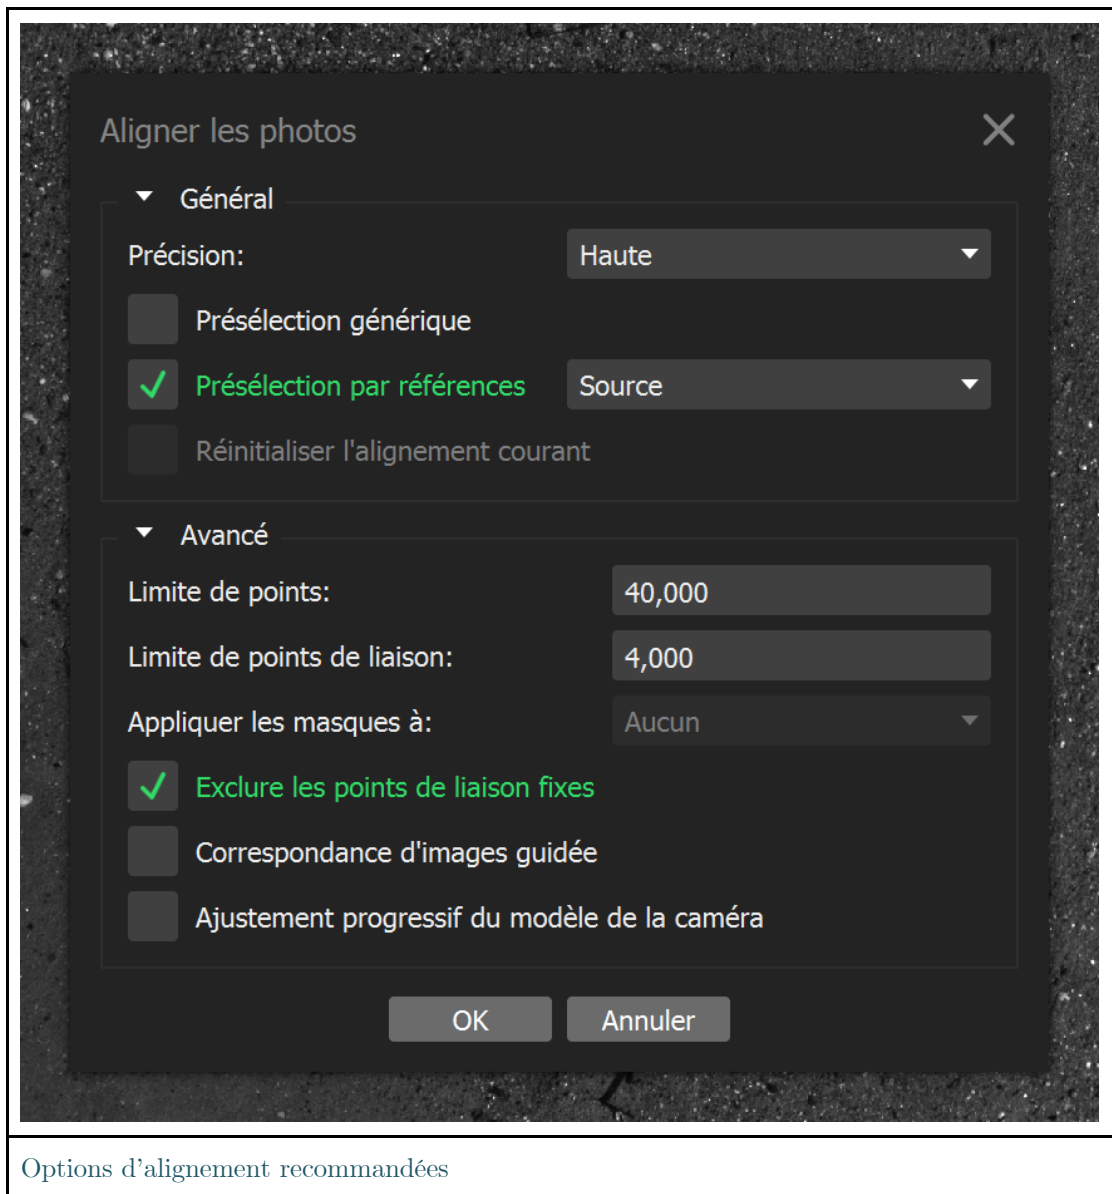 Aligner les photos
Général
Précision: Haute
Présélection générique
Présélection par références Source
Réinitialiser l'alignement courant
Avancé
Limite de points: 40,000
Limite de points de liaison: 4,000
Appliquer les masques à: Aucun
Exclure les points de liaison fixes
Correspondance d'images guidée
Ajustement progressif du modèle de la caméra
OK Annuler
Options d'alignement recommandées